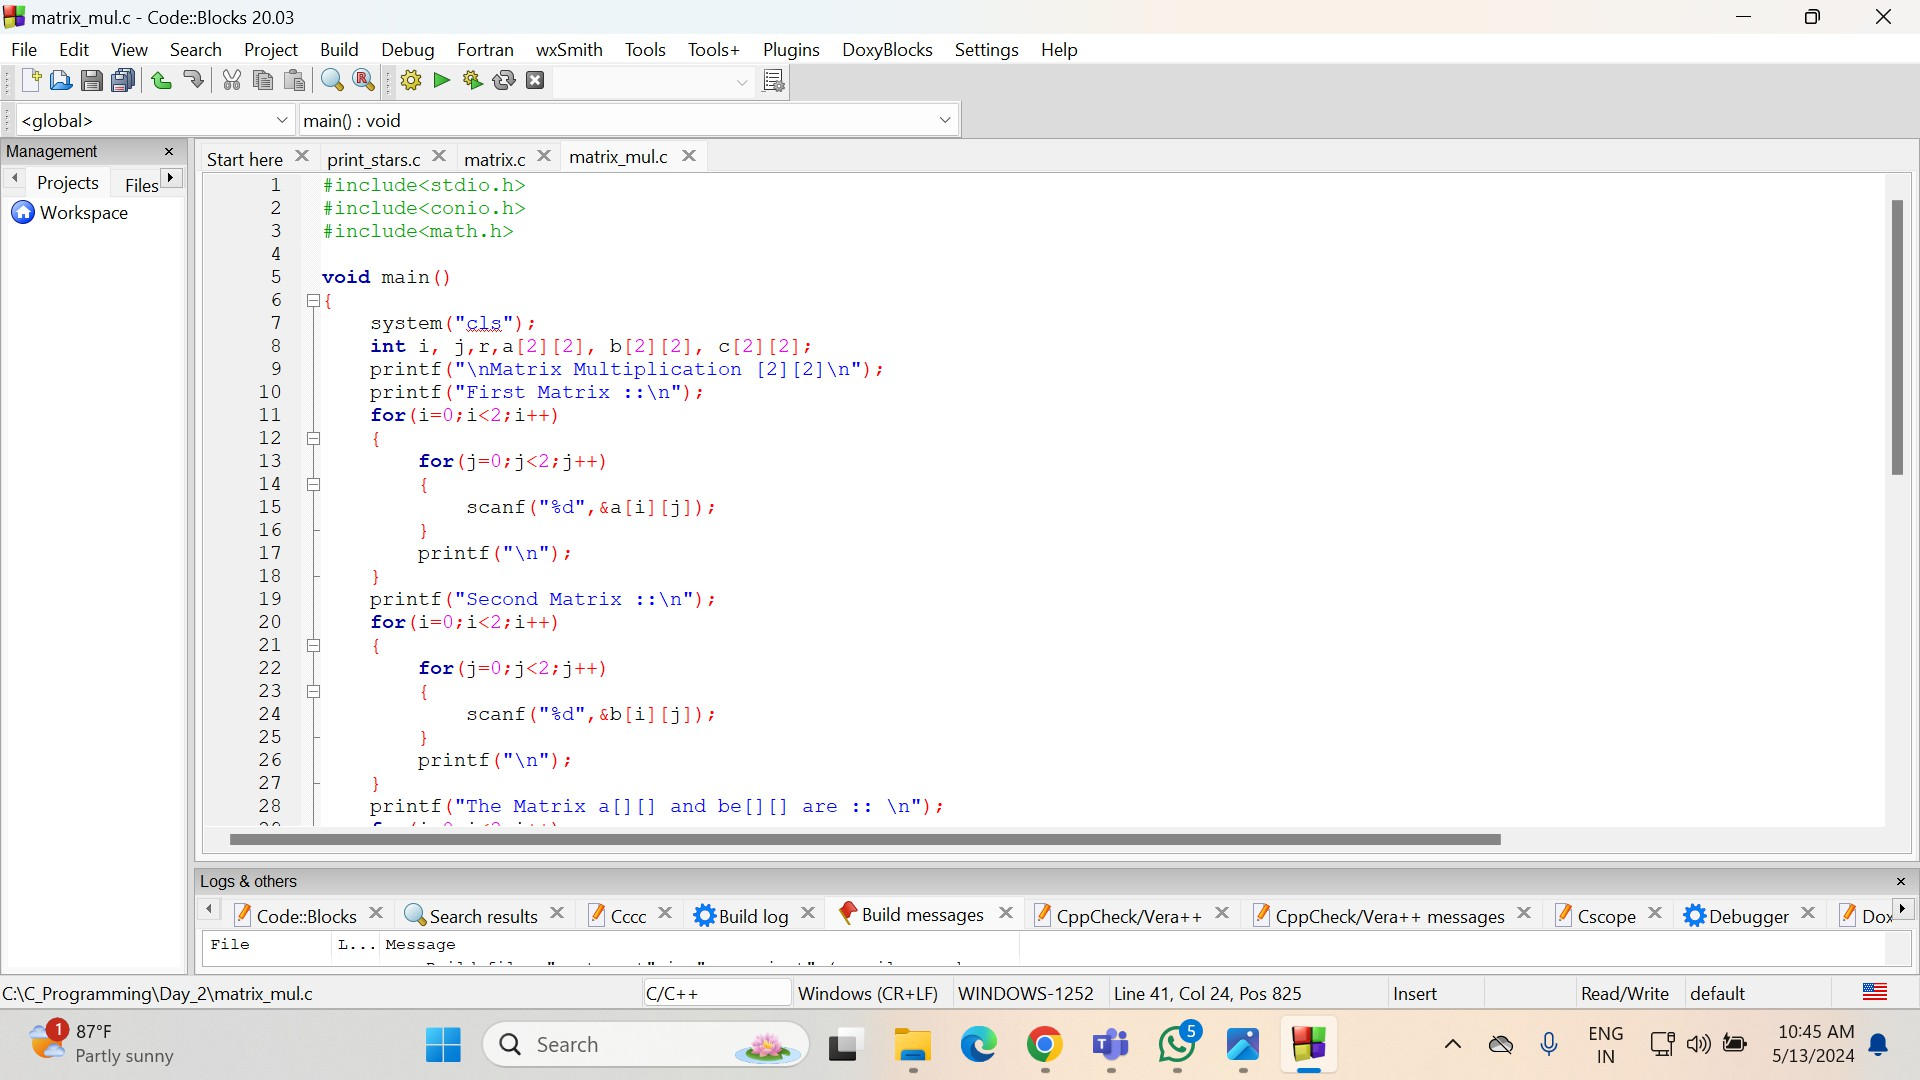 matrix_mul.c - Code::Blocks 20.03
File Edit View Search Project Build Debug Fortran wxSmith Tools Tools+ Plugins DoxyBlocks Settings Help
<global> main() : void
Management
Projects Files
Workspace
Start here print_stars.c matrix.c matrix_mul.c
1 #include<stdio.h>
2 #include<conio.h>
3 #include<math.h>
4
5 void main()
6 {
7 system("cls");
8 int i, j,r,a[2][2], b[2][2], c[2][2];
9 printf("\nMatrix Multiplication [2][2]\n");
10 printf("First Matrix ::\n");
11 for(i=0;i<2;i++)
12 {
13 for(j=0;j<2;j++)
14 {
15 scanf("%d",&a[i][j]);
16 }
17 printf("\n");
18 }
19 printf("Second Matrix ::\n");
20 for(i=0;i<2;i++)
21 {
22 for(j=0;j<2;j++)
23 {
24 scanf("%d",&b[i][j]);
25 }
26 printf("\n");
27 }
28 printf("The Matrix a[][] and be[][] are :: \n");
Logs & others
Code::Blocks Search results Cccc Build log Build messages CppCheck/Vera++ CppCheck/Vera++ messages Cscope Debugger Dox
File L... Message
C:\C_Programming\Day_2\matrix_mul.c C/C++ Windows (CR+LF) WINDOWS-1252 Line 41, Col 24, Pos 825 Insert Read/Write default
1 87°F
Partly sunny
Search
5
ENG
IN
10:45 AM
5/13/2024